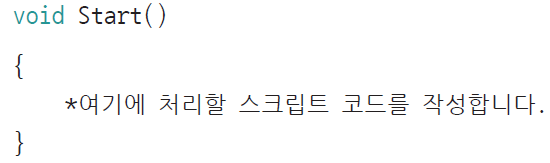 void Start()
{
*여기에 처리할 스크립트 코드를 작성합니다.
}